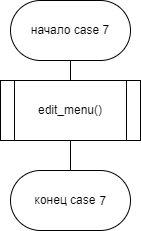 начало case 7
edit_menu()
конец case 7